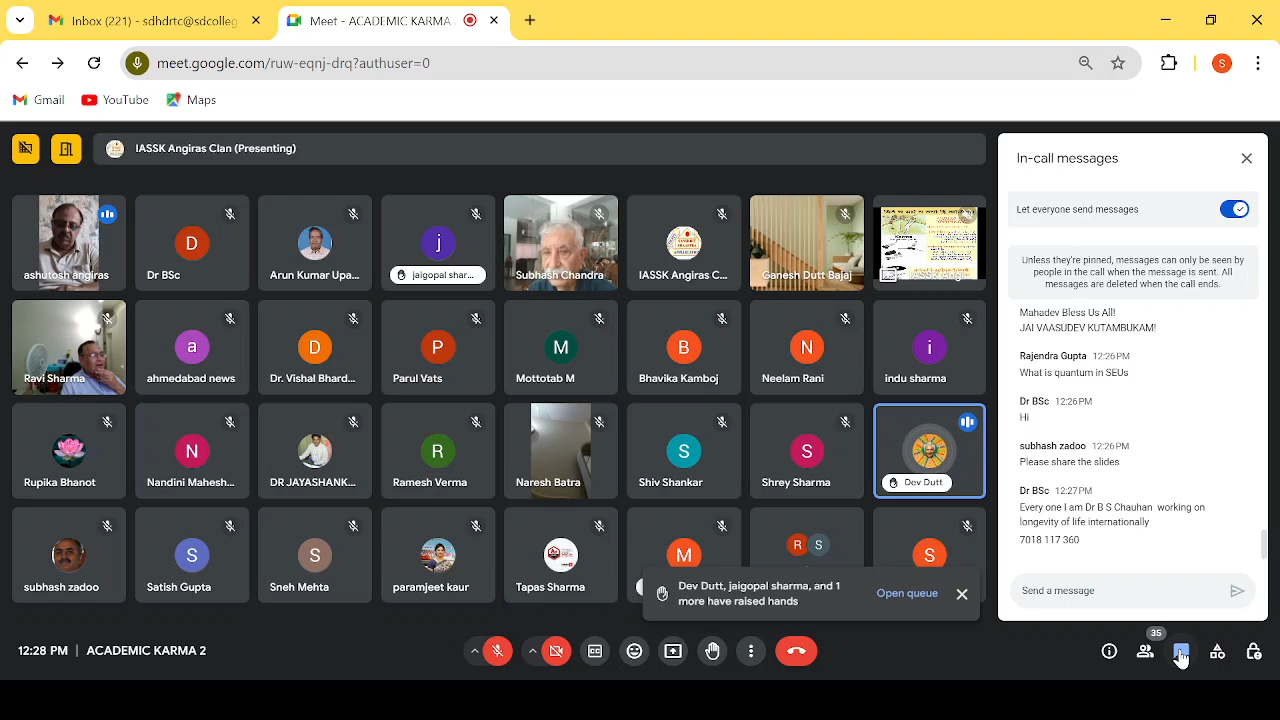 Inbox (221) - sdhdrtc@sdcolleg
Meet - ACADEMIC KARMA
meet.google.com/ruw-eqnj-drq?authuser=0
S
Gmail
YouTube
Maps
IASSK Angiras Clan (Presenting)
In-call messages
Let everyone send messages
Unless they're pinned, messages can only be seen by
people in the call when the message is sent. All
messages are deleted when the call ends.
Mahadev Bless Us All!
JAI VAASUDEV KUTAMBUKAM!
Rajendra Gupta 12:26 PM
What is quantum in SEUs
Dr BSc 12:26 PM
Hi
subhash zadoo 12:26 PM
Please share the slides
Dr BSc 12:27 PM
Every one I am Dr B S Chauhan working on
longevity of life internationally
7018 117 360
Send a message
ashutosh angiras
D
Dr BSc
Arun Kumar Upa...
j
jaigopal shar...
Subhash Chandra
IASSK Angiras C...
Ganesh Dutt Bajaj
Ravi Sharma
a
ahmedabad news
D
Dr. Vishal Bhard...
P
Parul Vats
M
Mottotab M
B
Bhavika Kamboj
N
Neelam Rani
i
indu sharma
Rupika Bhanot
N
Nandini Mahesh...
DR JAYASHANK...
R
Ramesh Verma
Naresh Batra
S
Shiv Shankar
S
Shrey Sharma
Dev Dutt
subhash zadoo
S
Satish Gupta
S
Sneh Mehta
paramjeet kaur
Tapas Sharma
M
R S
S
Dev Dutt, jaigopal sharma, and 1
more have raised hands
Open queue
12:28 PM | ACADEMIC KARMA 2
35